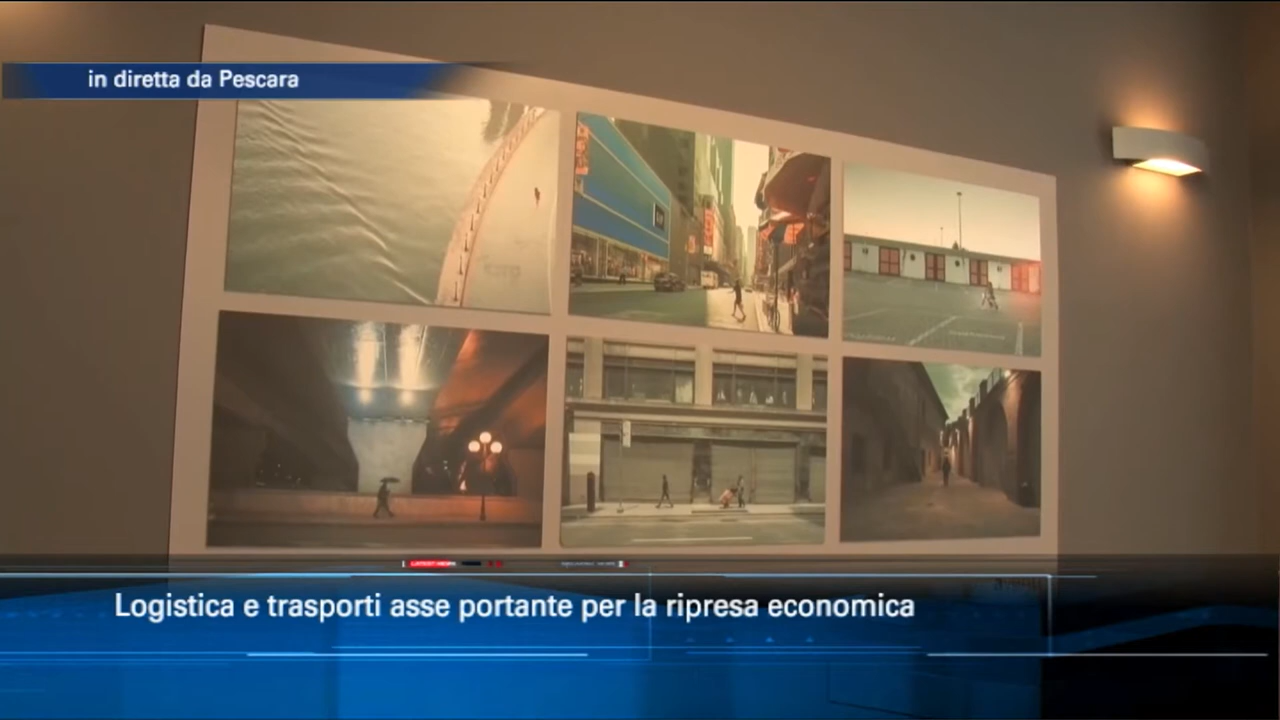 in diretta da Pescara
Logistica e trasporti asse portante per la ripresa economica